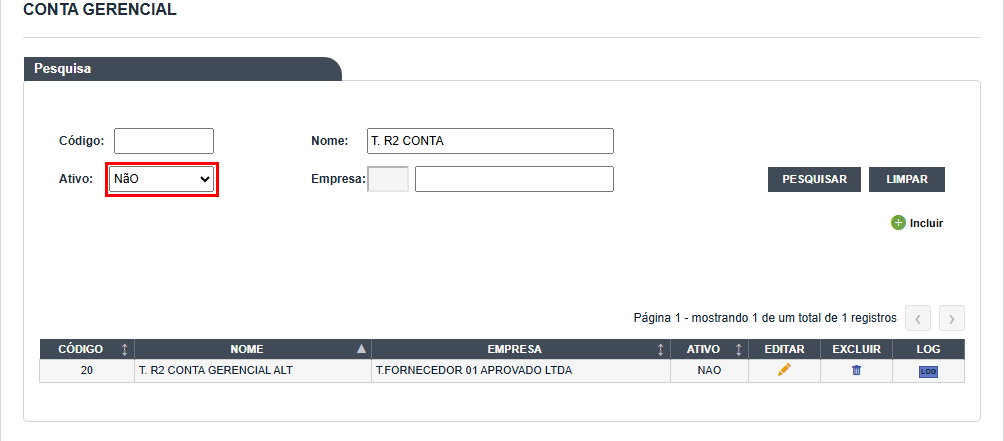 CONTA GERENCIAL
Pesquisa
Código: Nome: T. R2 CONTA
Ativo: NãO Empresa: PESQUISAR LIMPAR
Incluir
Página 1 - mostrando 1 de um total de 1 registros
CÓDIGO NOME EMPRESA ATIVO EDITAR EXCLUIR LOG
20 T. R2 CONTA GERENCIAL ALT T.FORNECEDOR 01 APROVADO LTDA NAO LOG